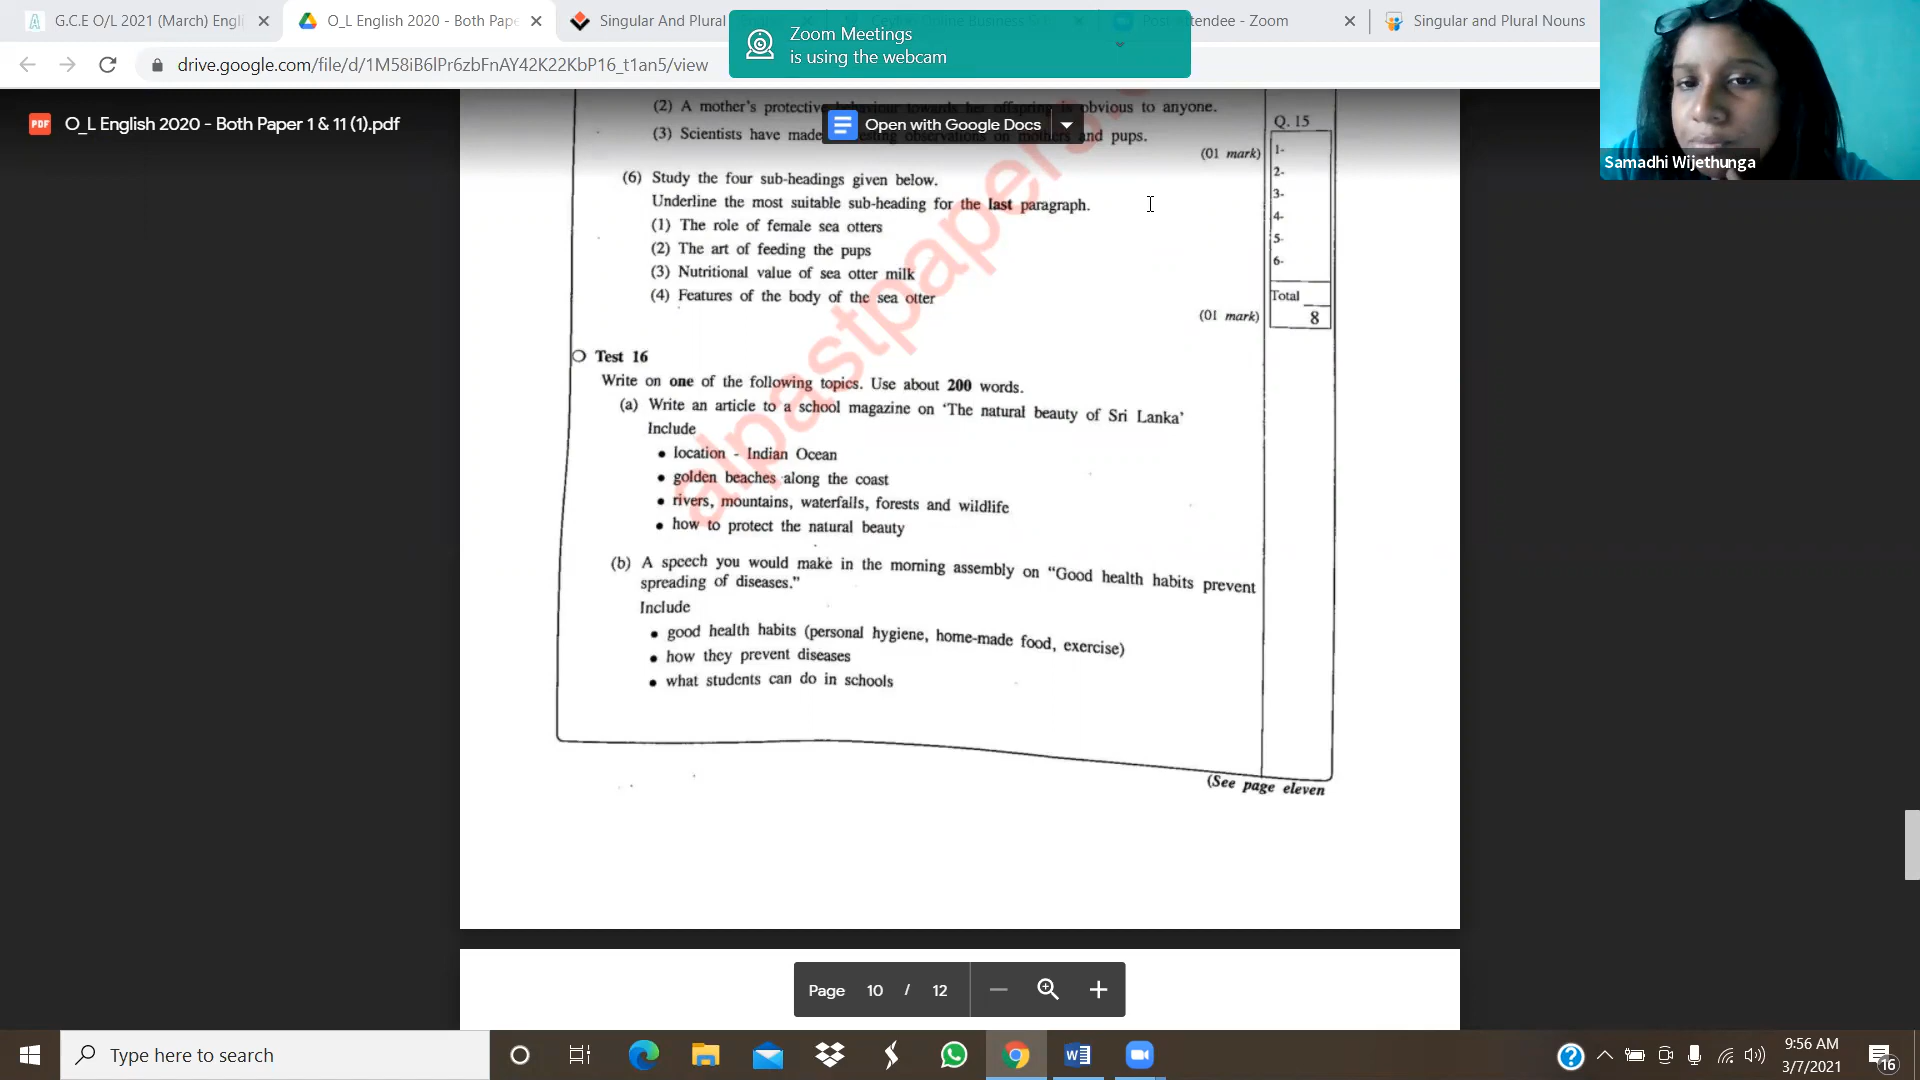 G.C.E O/L 2021 (March) Engli
O_L English 2020 - Both Pape
Singular And Plural
Zoom
Singular and Plural Nouns
Zoom Meetings
is using the webcam
drive.google.com/file/d/1M58iB6lPr6zbFnAY42K22KbP16_t1an5/view
PDF
O_L English 2020 - Both Paper 1 & 11 (1).pdf
Open with Google Docs
Samadhi Wijethunga
(2) A mother's protective behaviour towards her offspring is obvious to anyone.
(3) Scientists have made observations on mothers and pups.
(01 mark)
(6) Study the four sub-headings given below.
Underline the most suitable sub-heading for the last paragraph.
(1) The role of female sea otters
(2) The art of feeding the pups
(3) Nutritional value of sea otter milk
(4) Features of the body of the sea otter
(01 mark)
Q. 15
1-
2-
3-
4-
5-
6-
Total
8
Test 16
Write on one of the following topics. Use about 200 words.
(a) Write an article to a school magazine on 'The natural beauty of Sri Lanka'
Include
• location - Indian Ocean
• golden beaches along the coast
• rivers, mountains, waterfalls, forests and wildlife
• how to protect the natural beauty
(b) A speech you would make in the morning assembly on "Good health habits prevent
spreading of diseases."
Include
• good health habits (personal hygiene, home-made food, exercise)
• how they prevent diseases
• what students can do in schools
(See page eleven
alpastpapers.
Page 10 / 12
Type here to search
9:56 AM
3/7/2021
16